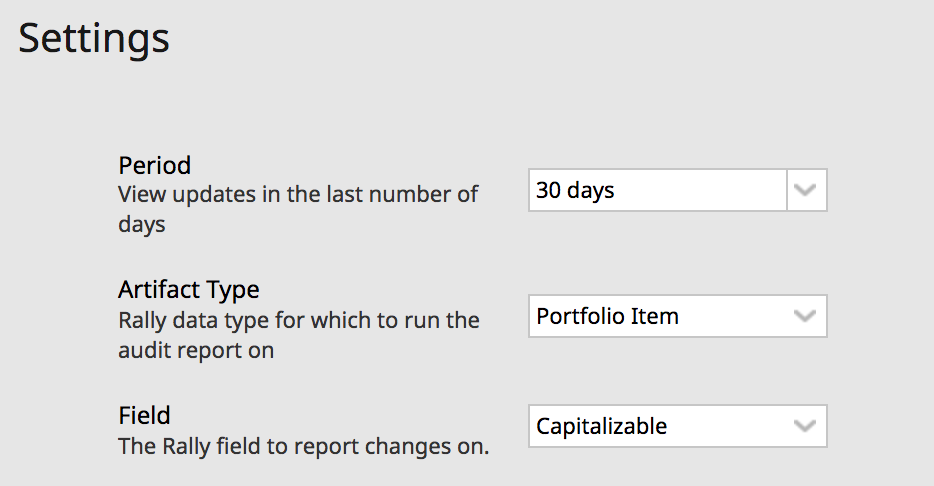 Settings
Period
View updates in the last number of
days
30 days
Artifact Type
Rally data type for which to run the
audit report on
Portfolio Item
Field
The Rally field to report changes on.
Capitalizable